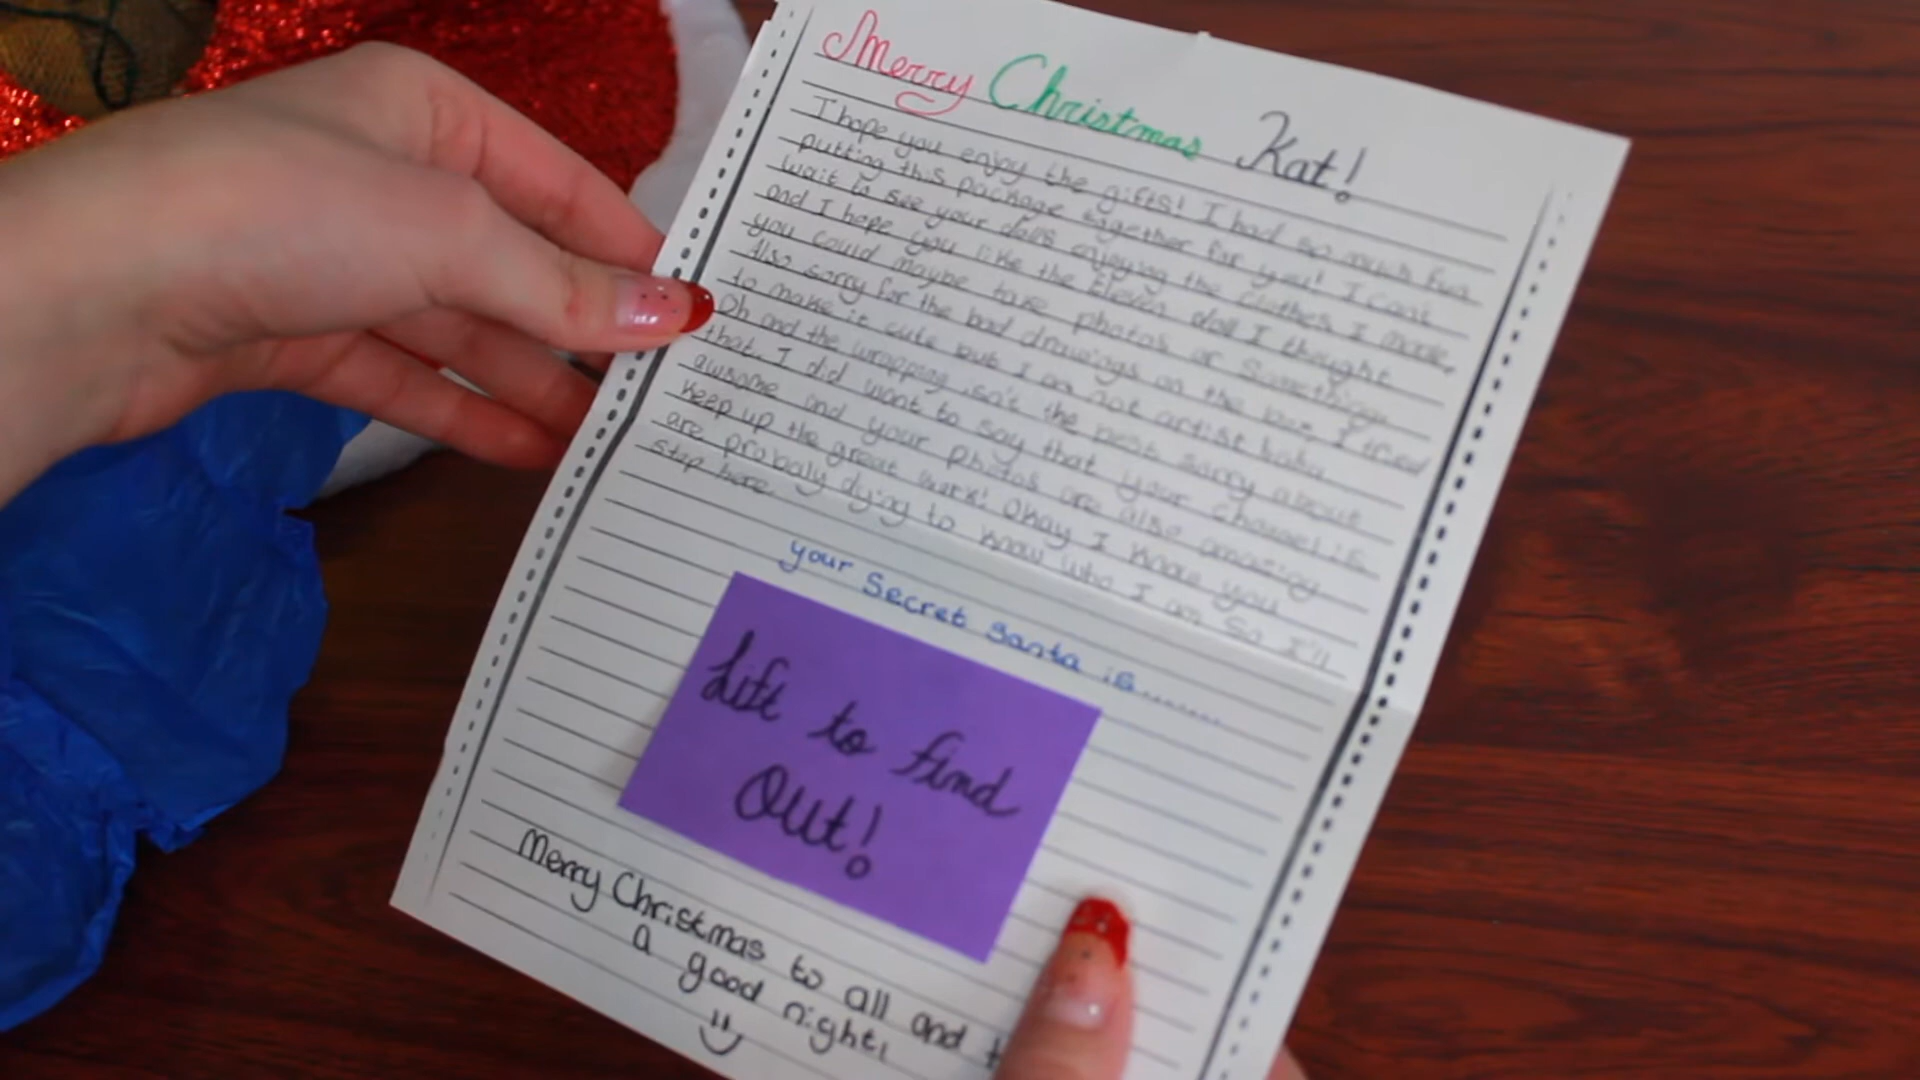 Merry Christmas Kat!
I hope you enjoy the gifts! I had so much fun
putting this package together for you! I can't
wait to see your dolls enjoying the clothes I made,
and I hope you like the Eleven doll I thought
you could maybe take photos or something.
Also sorry for the bad drawings on the box, I tried
to make it cute but I am not artist haha.
Oh and the wrapping isn't the best sorry about
that. I did want to say that your channel is
awsome and your photos are also amazing
keep up the great work! Okay I know you
are probaly dying to know who I am so I'll
stop here.
your Secret Santa is.......
Lift to find
Out!
Merry Christmas to all and
a good night!